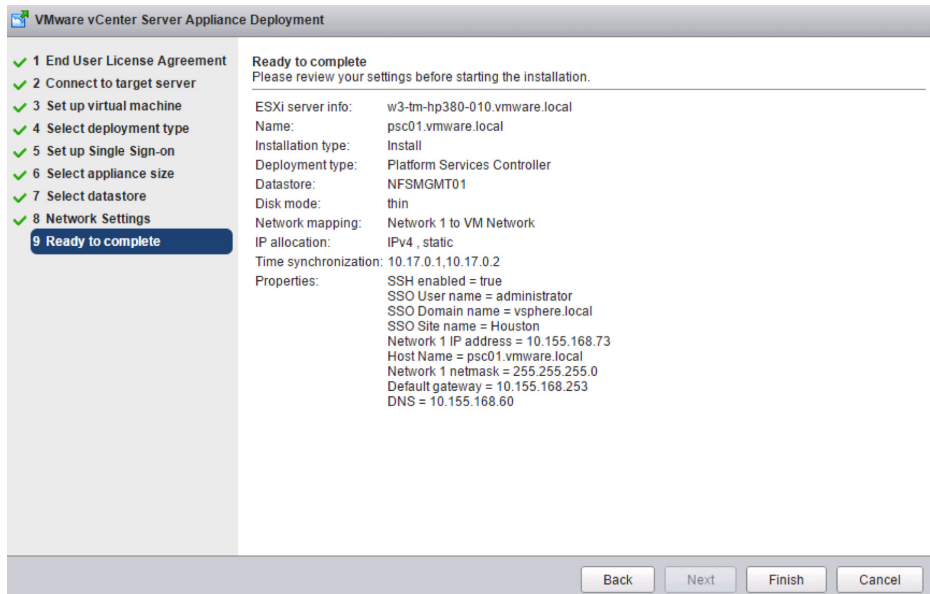 VMware vCenter Server Appliance Deployment
1 End User License Agreement
2 Connect to target server
3 Set up virtual machine
4 Select deployment type
5 Set up Single Sign-on
6 Select appliance size
7 Select datastore
8 Network Settings
9 Ready to complete
Ready to complete
Please review your settings before starting the installation.
ESXi server info: w3-tm-hp380-010.vmware.local
Name: psc01.vmware.local
Installation type: Install
Deployment type: Platform Services Controller
Datastore: NFSMGMT01
Disk mode: thin
Network mapping: Network 1 to VM Network
IP allocation: IPv4 , static
Time synchronization: 10.17.0.1,10.17.0.2
Properties: SSH enabled = true
SSO User name = administrator
SSO Domain name = vsphere.local
SSO Site name = Houston
Network 1 IP address = 10.155.168.73
Host Name = psc01.vmware.local
Network 1 netmask = 255.255.255.0
Default gateway = 10.155.168.253
DNS = 10.155.168.60
Back Next Finish Cancel